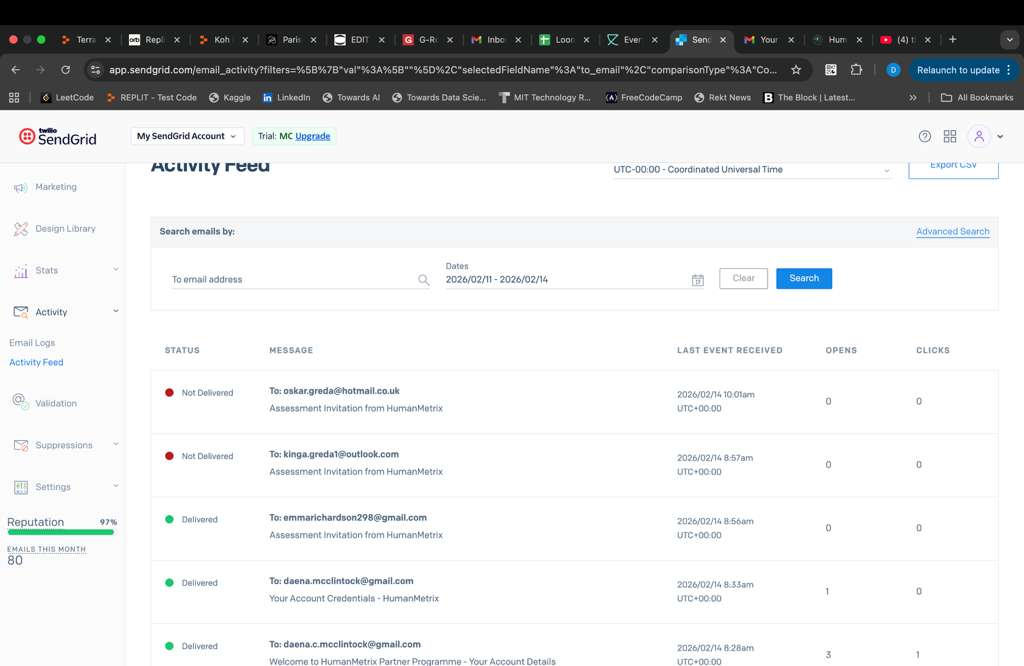 Terra
Repli
Koh
Paris
EDIT
G-Ro
Inbo
Loon
Ever
Send
Your
Hum
(4) t
app.sendgrid.com/email_activity?filters=%5B%7B"val"%3A%5B""%5D%2C"selectedFieldName"%3A"to_email"%2C"comparisonType"%3A"Co...
D
Relaunch to update
LeetCode
REPLIT - Test Code
Kaggle
LinkedIn
Towards AI
Towards Data Scie...
MIT Technology R...
FreeCodeCamp
Rekt News
The Block | Latest...
All Bookmarks
twilio
SendGrid
My SendGrid Account
Trial: MC Upgrade
Activity Feed
UTC-00:00 - Coordinated Universal Time
Export CSV
Marketing
Design Library
Stats
Activity
Email Logs
Activity Feed
Validation
Suppressions
Settings
Reputation 97%
EMAILS THIS MONTH
80
Search emails by:
Advanced Search
To email address
Dates
2026/02/11 - 2026/02/14
Clear
Search
STATUS MESSAGE LAST EVENT RECEIVED OPENS CLICKS
Not Delivered
To: oskar.greda@hotmail.co.uk
Assessment Invitation from HumanMetrix
2026/02/14 10:01am
UTC+00:00
0
0
Not Delivered
To: kinga.greda1@outlook.com
Assessment Invitation from HumanMetrix
2026/02/14 8:57am
UTC+00:00
0
0
Delivered
To: emmarichardson298@gmail.com
Assessment Invitation from HumanMetrix
2026/02/14 8:56am
UTC+00:00
0
0
Delivered
To: daena.mcclintock@gmail.com
Your Account Credentials - HumanMetrix
2026/02/14 8:33am
UTC+00:00
1
0
Delivered
To: daena.c.mcclintock@gmail.com
Welcome to HumanMetrix Partner Programme - Your Account Details
2026/02/14 8:28am
UTC+00:00
3
1